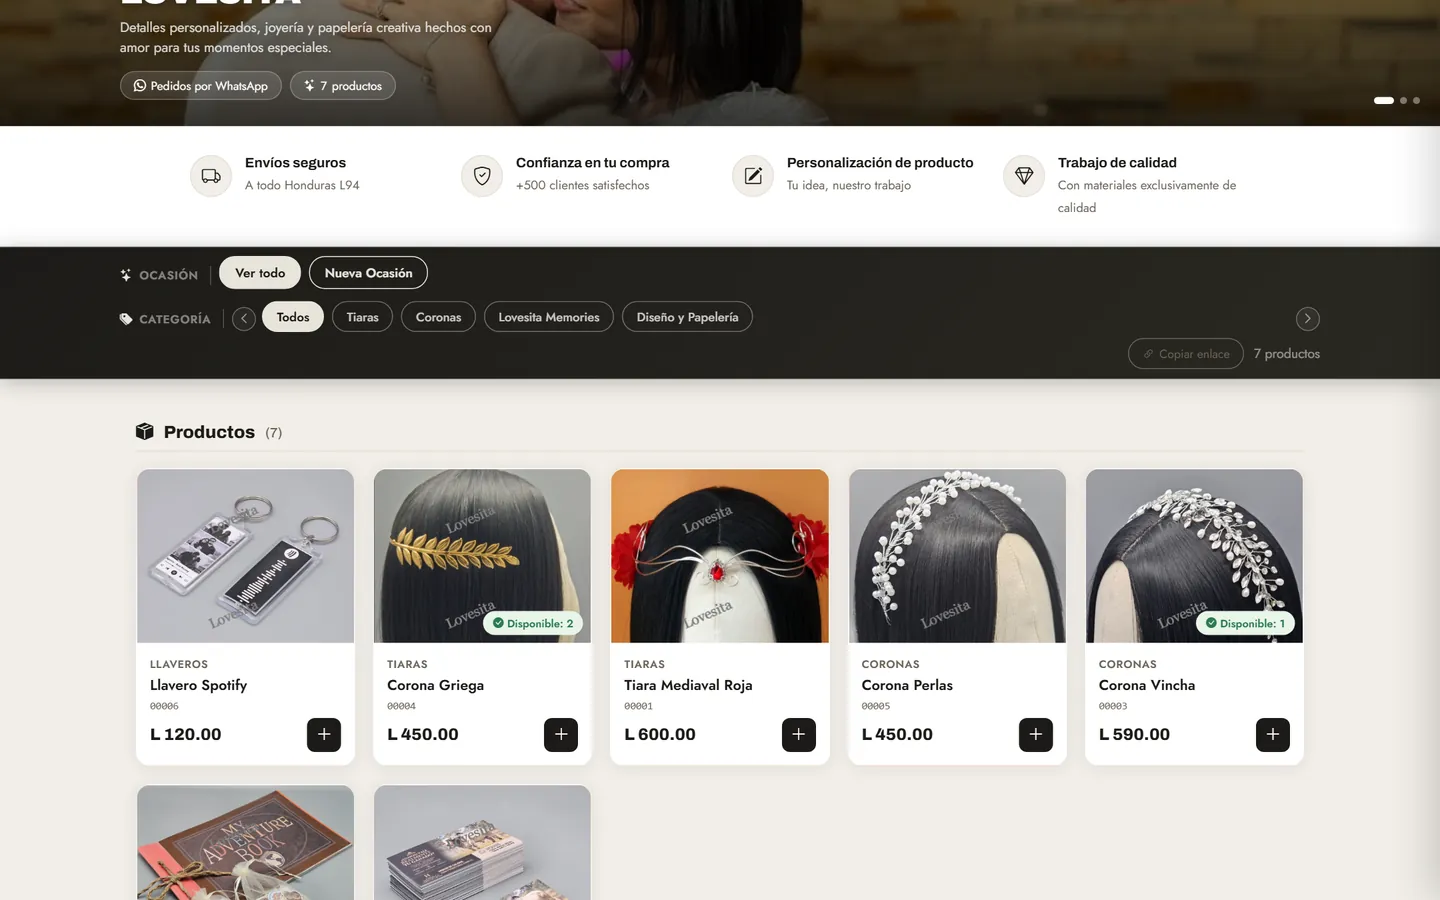 LOVESITA
Detalles personalizados, joyería y papelería creativa hechos con
amor para tus momentos especiales.
Pedidos por WhatsApp
7 productos
Envíos seguros
A todo Honduras L94
Confianza en tu compra
+500 clientes satisfechos
Personalización de producto
Tu idea, nuestro trabajo
Trabajo de calidad
Con materiales exclusivamente de
calidad
OCASIÓN
Ver todo
Nueva Ocasión
CATEGORÍA
Todos
Tiaras
Coronas
Lovesita Memories
Diseño y Papelería
Copiar enlace
7 productos
Productos (7)
Lovesita
Lovesita
LLAVEROS
Llavero Spotify
00006
L 120.00
Lovesita
Lovesita
Disponible: 2
TIARAS
Corona Griega
00004
L 450.00
Lovesita
Lovesita
TIARAS
Tiara Mediaval Roja
00001
L 600.00
Lovesita
CORONAS
Corona Perlas
00005
L 450.00
Lovesita
Disponible: 1
CORONAS
Corona Vincha
00003
L 590.00
MY
ADVENTURE
BOOK
Lovesita